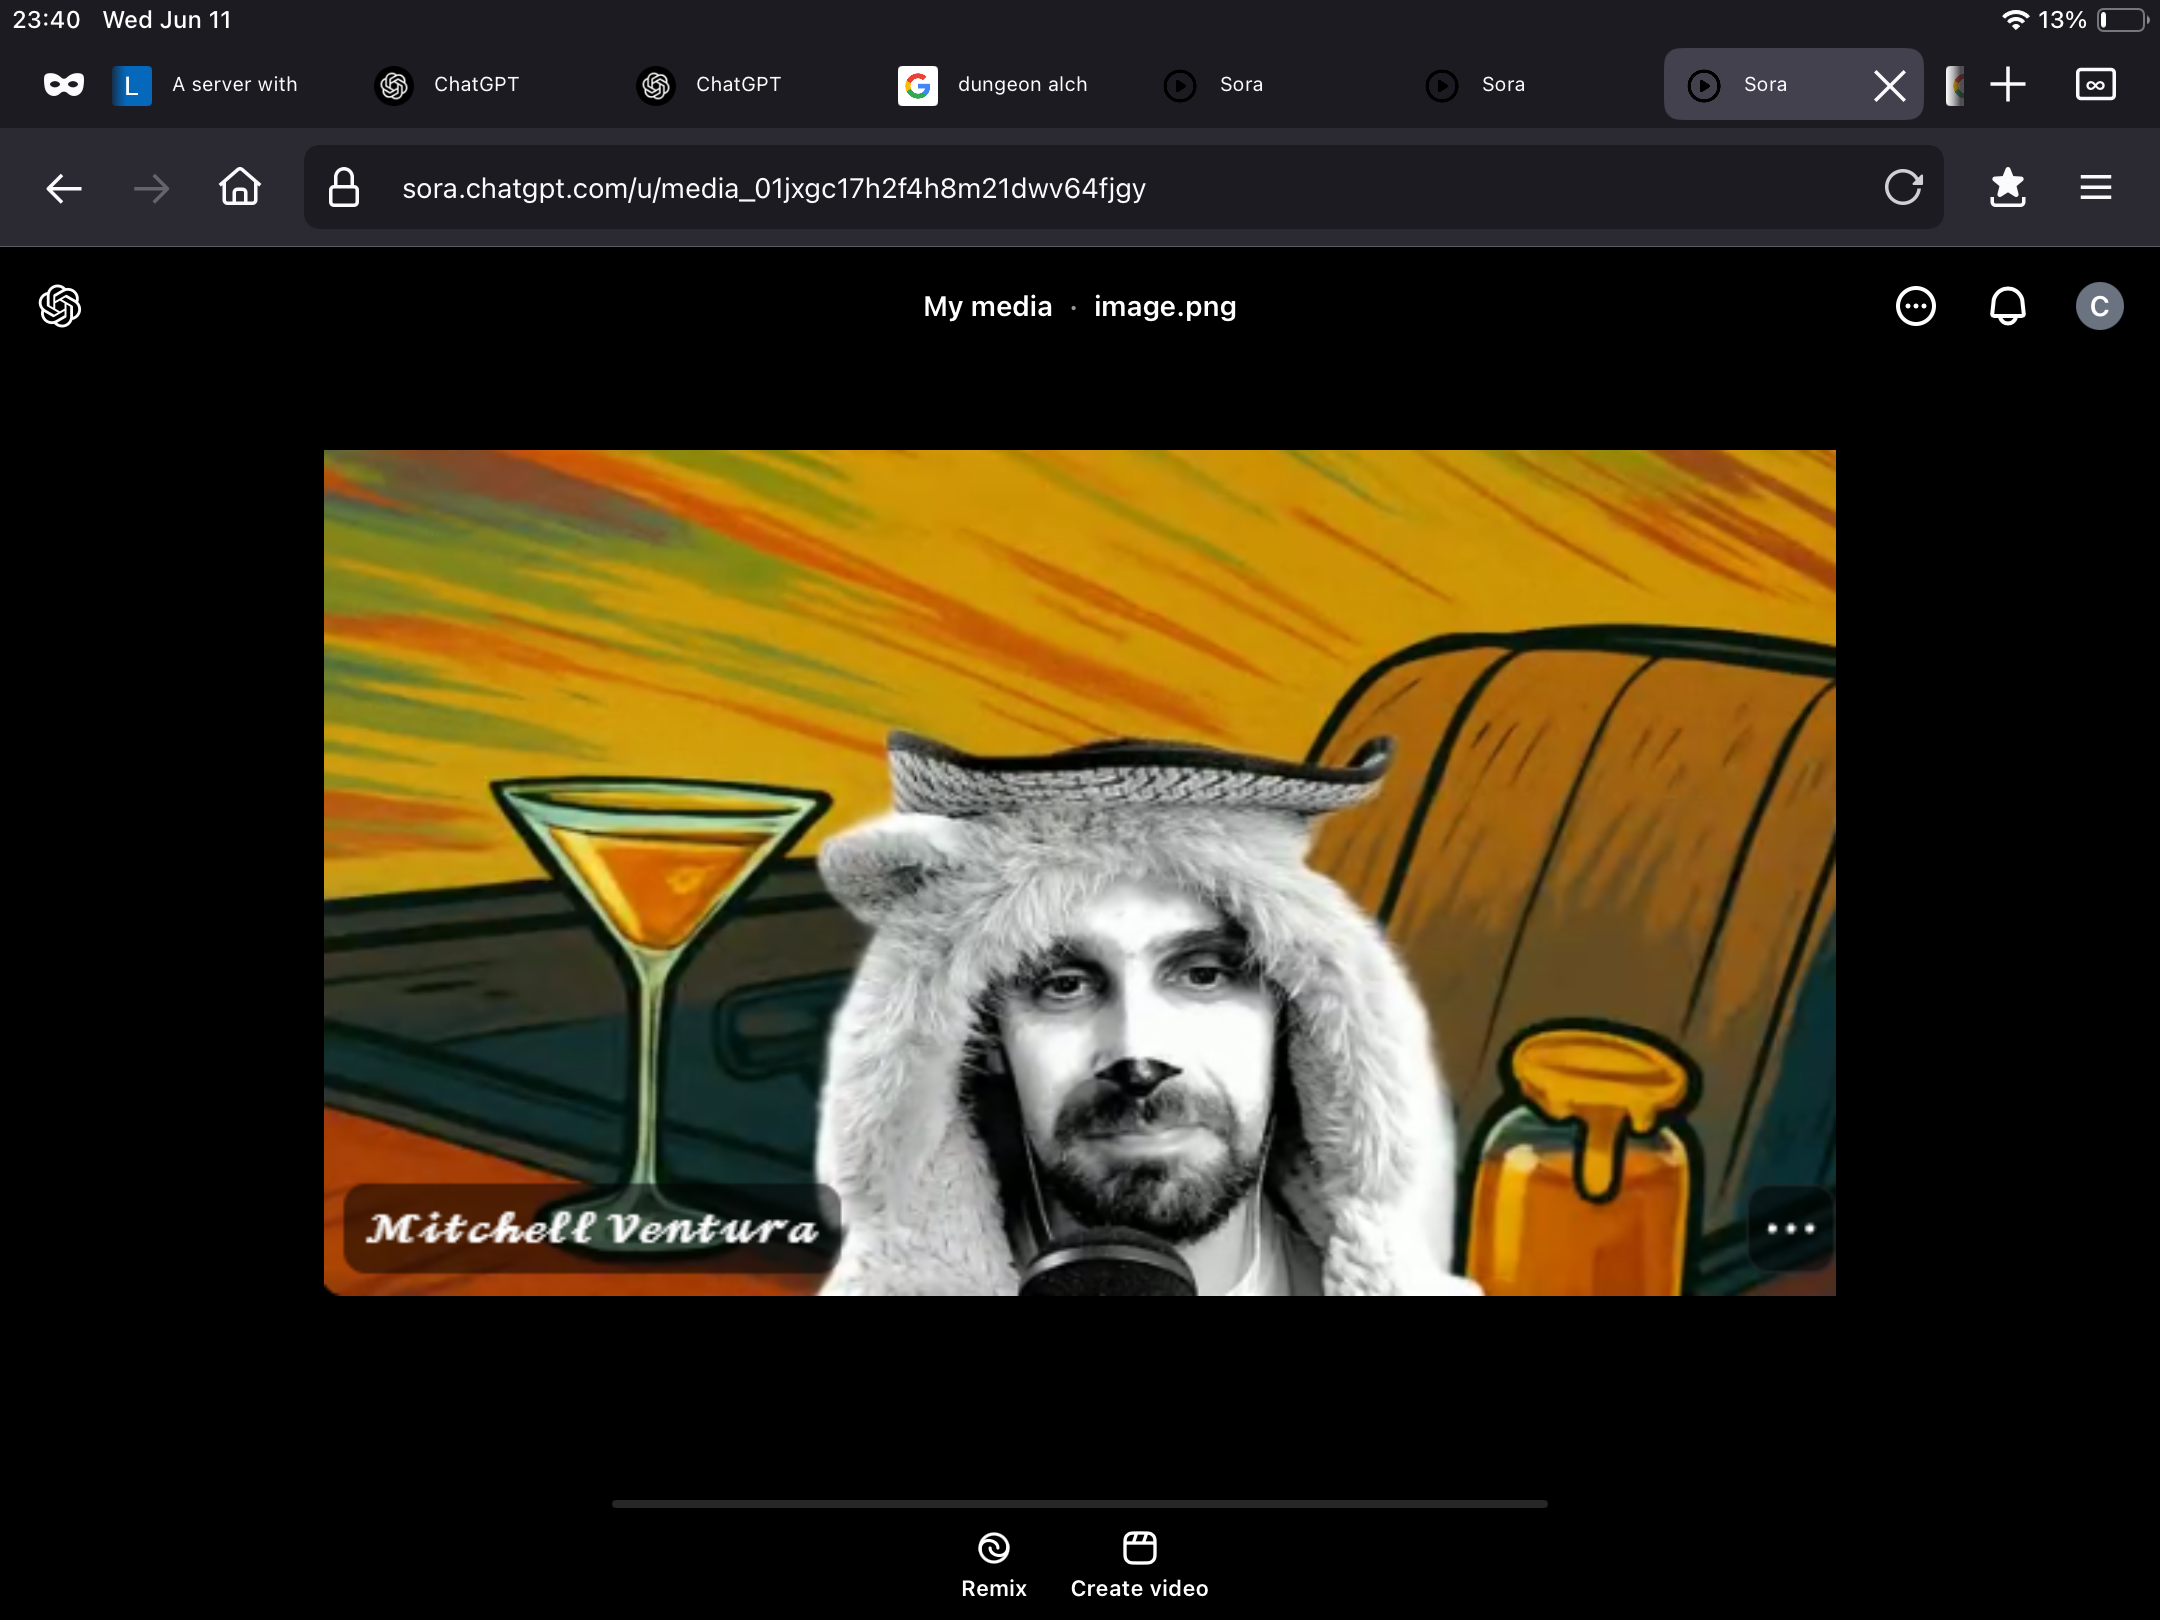 23:40 Wed Jun 11 13%
L A server with ChatGPT ChatGPT G dungeon alch Sora Sora Sora
sora.chatgpt.com/u/media_01jxgc17h2f4h8m21dwv64fjgy
My media · image.png C
Mitchell Ventura
Remix Create video